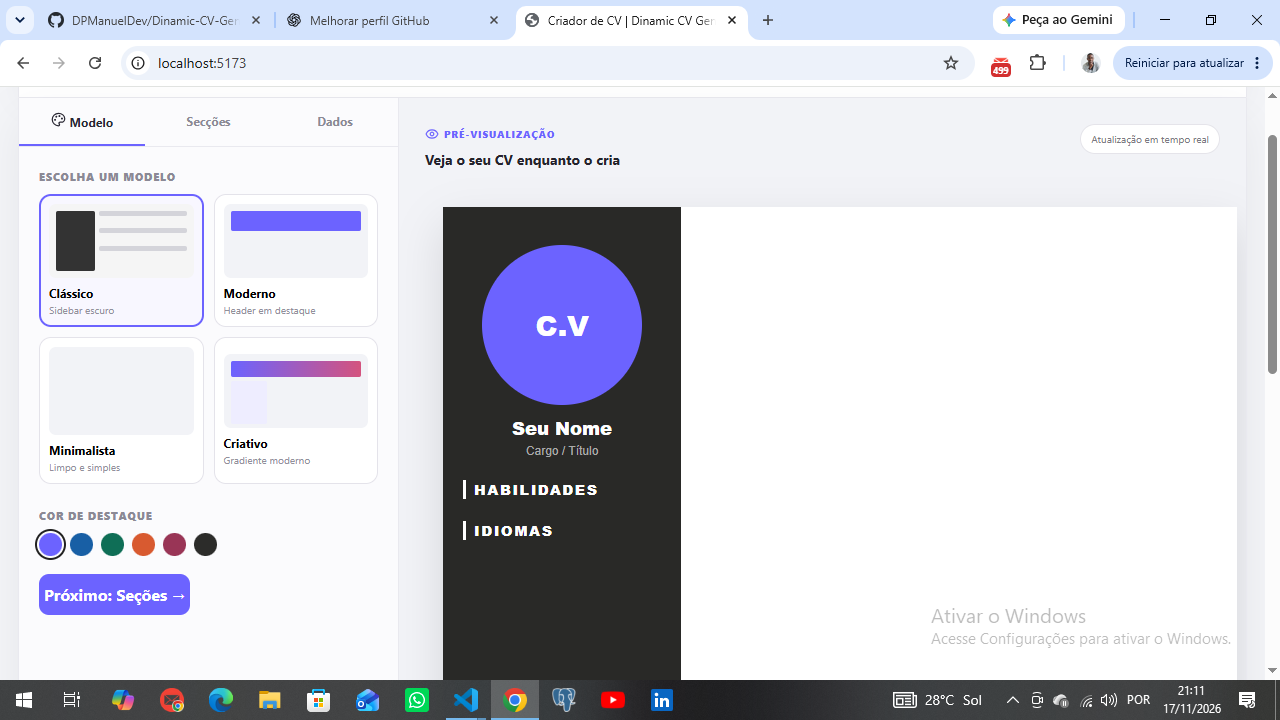 DPManuelDev/Dinamic-CV-Ger
Melhorar perfil GitHub
Criador de CV | Dinamic CV Ger
Peça ao Gemini
localhost:5173
499
Reiniciar para atualizar
Modelo
Secções
Dados
ESCOLHA UM MODELO
Clássico
Sidebar escuro
Moderno
Header em destaque
Minimalista
Limpo e simples
Criativo
Gradiente moderno
COR DE DESTAQUE
Próximo: Seções →
PRÉ-VISUALIZAÇÃO
Veja o seu CV enquanto o cria
Atualização em tempo real
C.V
Seu Nome
Cargo / Título
HABILIDADES
IDIOMAS
Ativar o Windows
Acesse Configurações para ativar o Windows.
28°C Sol
POR
21:11
17/11/2026